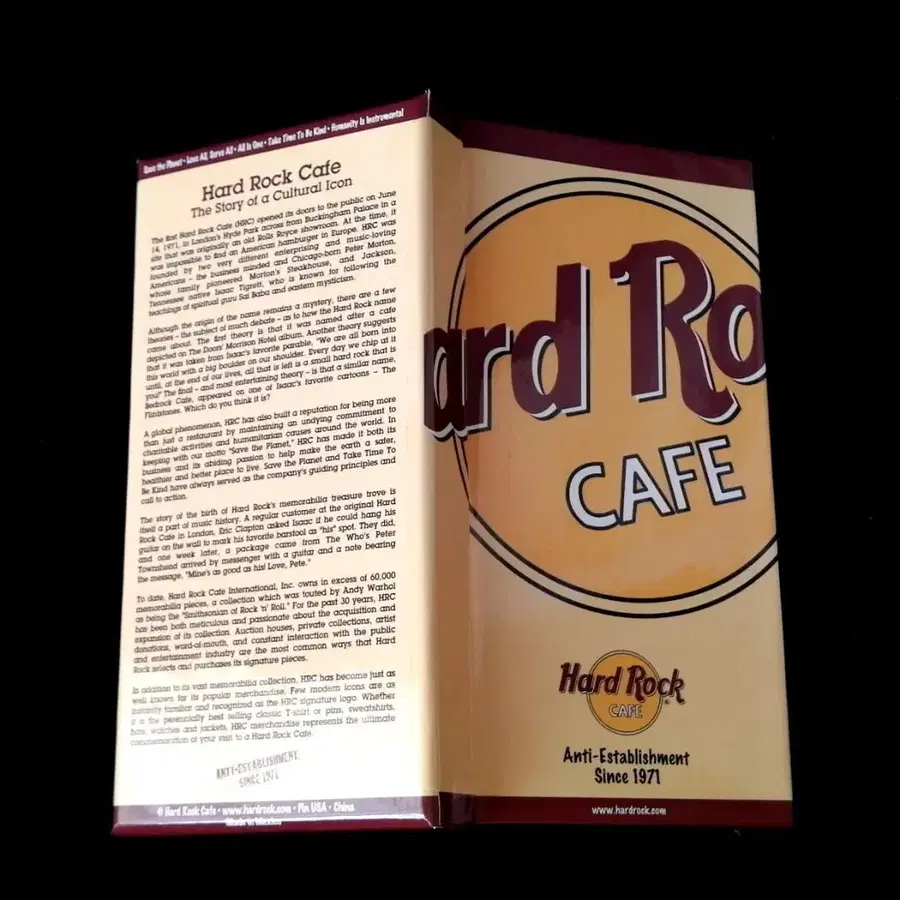 Save the Planet • Love All, Serve All • All Is One • Take Time To Be Kind • Humanity Is Instrumental
Hard Rock Cafe
The Story of a Cultural Icon
The first Hard Rock Cafe (HRC) opened its doors to the public on June
14, 1971, in London's Hyde Park across from Buckingham Palace in a
site that was originally an old Rolls Royce showroom. At the time, it
was impossible to find an American hamburger in Europe. HRC was
founded by two very different enterprising and music-loving
Americans – the business minded and Chicago-born Peter Morton,
whose family pioneered Morton's Steakhouse, and Jackson,
Tennessee native Isaac Tigrett, who is known for following the
teachings of spiritual guru Sai Baba and eastern mysticism.
Although the origin of the name remains a mystery, there are a few
theories – the subject of much debate – as to how the Hard Rock name
came about. The first theory is that it was named after a cafe
depicted on The Doors' Morrison Hotel album. Another theory suggests
that it was taken from Isaac's favorite parable, "We are all born into
this world with a big boulder on our shoulder. Every day we chip at it
until, at the end of our lives, all that is left is a small hard rock that is
you!" The final – and most entertaining theory – is that a similar name,
Bedrock Cafe, appeared on one of Isaac's favorite cartoons – The
Flintstones. Which do you think it is?
A global phenomenon, HRC has also built a reputation for being more
than just a restaurant by maintaining an undying commitment to
charitable activities and humanitarian causes around the world. In
keeping with our motto "Save the Planet," HRC has made it both its
business and its abiding passion to help make the earth a safer,
healthier and better place to live. Save the Planet and Take Time To
Be Kind have always served as the company's guiding principles and
call to action.
The story of the birth of Hard Rock's memorabilia treasure trove is
itself a part of music history. A regular customer at the original Hard
Rock Cafe in London, Eric Clapton asked Isaac if he could hang his
guitar on the wall to mark his favorite barstool as "his" spot. They did,
and one week later, a package came from The Who's Peter
Townshend arrived by messenger with a guitar and a note bearing
the message, "Mine's as good as his! Love, Pete."
To date, Hard Rock Cafe International, Inc. owns in excess of 60,000
memorabilia pieces, a collection which was touted by Andy Warhol
as being the "Smithsonian of Rock 'n' Roll." For the past 30 years, HRC
has been both meticulous and passionate about the acquisition and
expansion of its collection. Auction houses, private collections, artist
donations, word-of-mouth, and constant interaction with the public
and entertainment industry are the most common ways that Hard
Rock selects and purchases its signature pieces.
In addition to its vast memorabilia collection, HRC has become just as
well known for its popular merchandise. Few modern icons are as
instantly familiar and recognized as the HRC signature logo. Whether
it is the perennially best selling classic T-shirt or pins, sweatshirts,
hats, watches and jackets, HRC merchandise represents the ultimate
commemoration of your visit to a Hard Rock Cafe.
ANTI-ESTABLISHMENT.
SINCE 1971
© Hard Rock Cafe • www.hardrock.com • Pin USA • China
Made in Mexico
ard Ro
CAFE
Hard Rock
CAFE
Anti-Establishment
Since 1971
www.hardrock.com